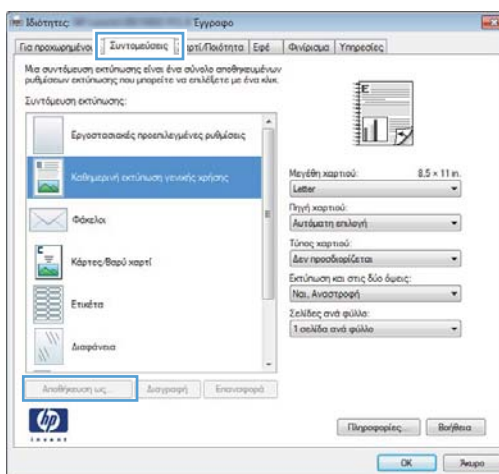 Ιδιότητες: Έγγραφο
Για προχωρημένους
Συντομεύσεις
Χαρτί/Ποιότητα
Εφέ
Φινίρισμα
Υπηρεσίες
Μια συντόμευση εκτύπωσης είναι ένα σύνολο αποθηκευμένων
ρυθμίσεων εκτύπωσης που μπορείτε να επιλέξετε με ένα κλικ.
Συντόμευση εκτύπωσης:
Εργοστασιακές προεπιλεγμένες ρυθμίσεις
Καθημερινή εκτύπωση γενικής χρήσης
Φάκελοι
Κάρτες/Βαρύ χαρτί
Ετικέτα
Διαφάνεια
Αποθήκευση ως...
Διαγραφή
Επαναφορά
E
Μεγέθη χαρτιού: 8.5 × 11 in.
Letter
Πηγή χαρτιού:
Αυτόματη επιλογή
Τύπος χαρτιού:
Δεν προσδιορίζεται
Εκτύπωση και στις δύο όψεις:
Ναι, Αναστροφή
Σελίδες ανά φύλλο:
1 σελίδα ανά φύλλο
hp
invent
Πληροφορίες...
Βοήθεια
OK
Άκυρο